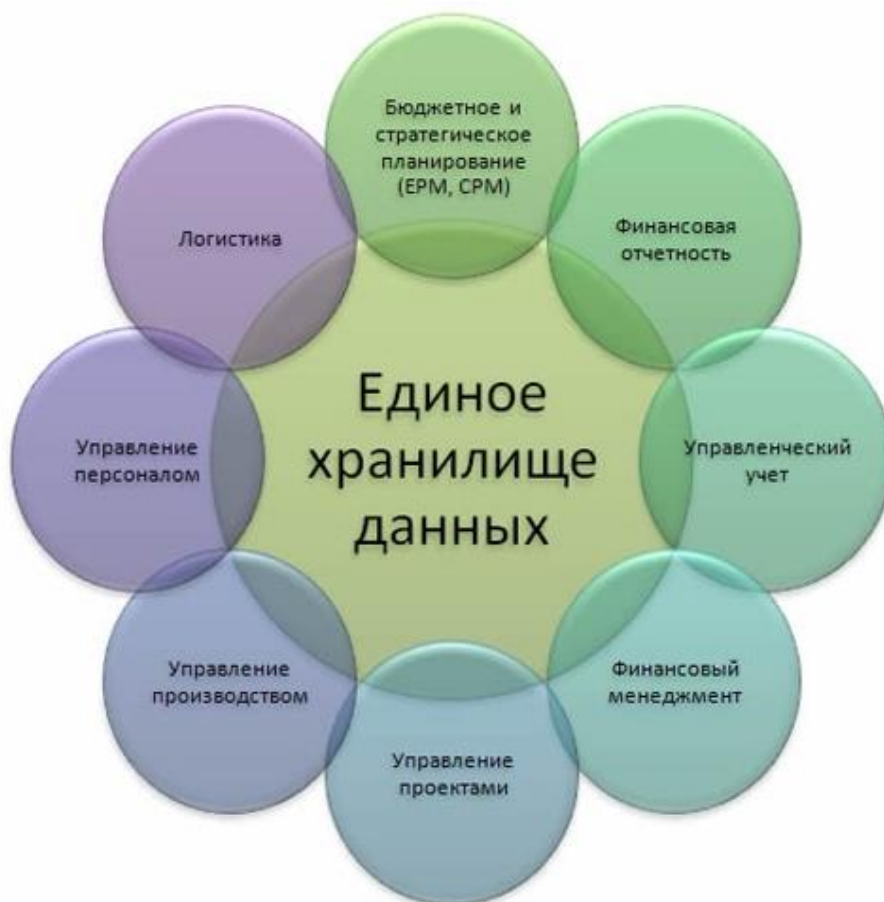 Бюджетное и
стратегическое
планирование
(EPM, CPM)
Финансовая
отчетность
Управленческий
учет
Финансовый
менеджмент
Управление
проектами
Управление
производством
Управление
персоналом
Логистика
Единое
хранилище
данных